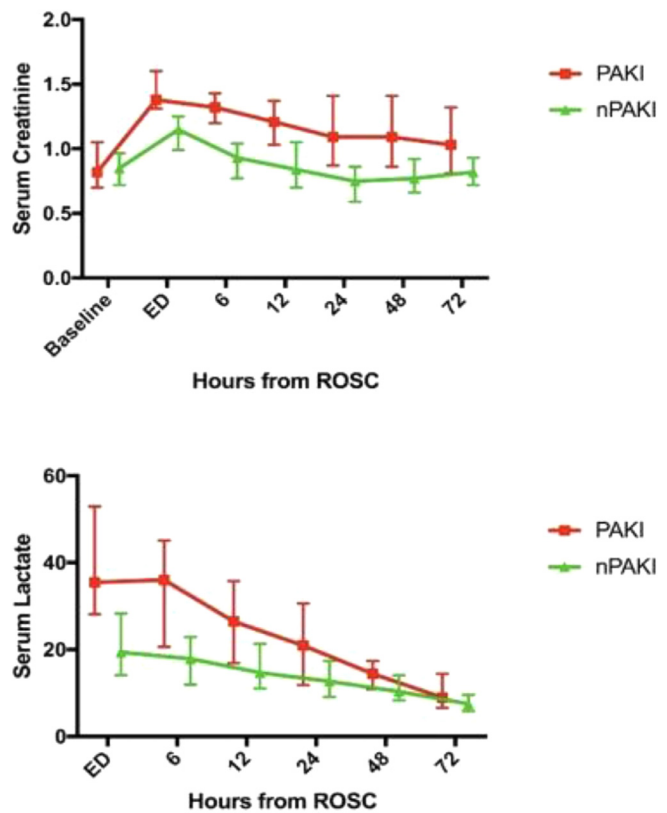 2.0
1.5
1.0
0.5
0.0
Serum Creatinine
Baseline
ED
6
12
24
48
72
Hours from ROSC
PAKI
nPAKI
60
40
20
0
Serum Lactate
ED
6
12
24
48
72
Hours from ROSC
PAKI
nPAKI